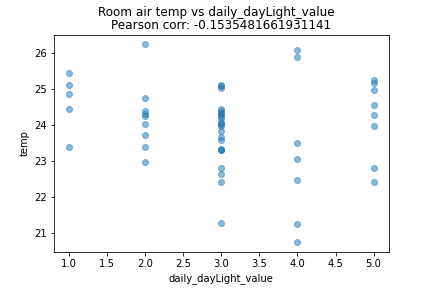 Room air temp vs daily_dayLight_value
Pearson corr: -0.1535481661931141
26
25
24
23
22
21
temp
1.0 1.5 2.0 2.5 3.0 3.5 4.0 4.5 5.0
daily_dayLight_value